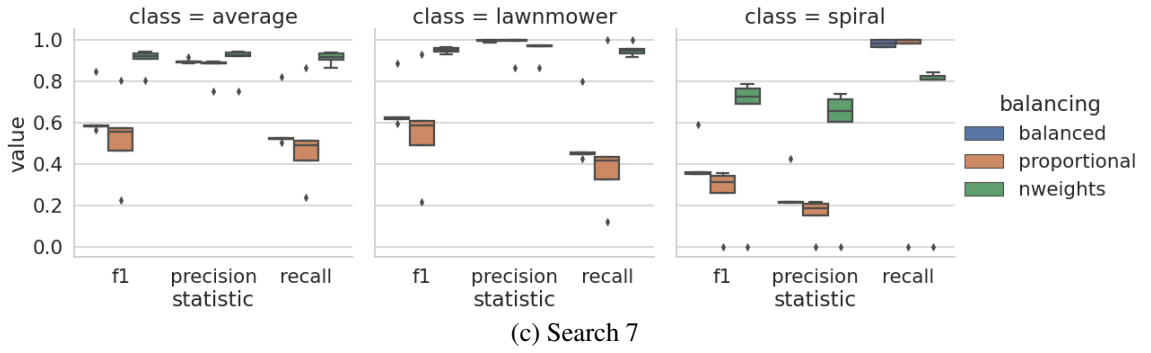 class = average class = lawnmower class = spiral
value
1.0
0.8
0.6
0.4
0.2
0.0
f1 precision recall f1 precision recall f1 precision recall
statistic statistic statistic
balancing
balanced
proportional
nweights
(c) Search 7